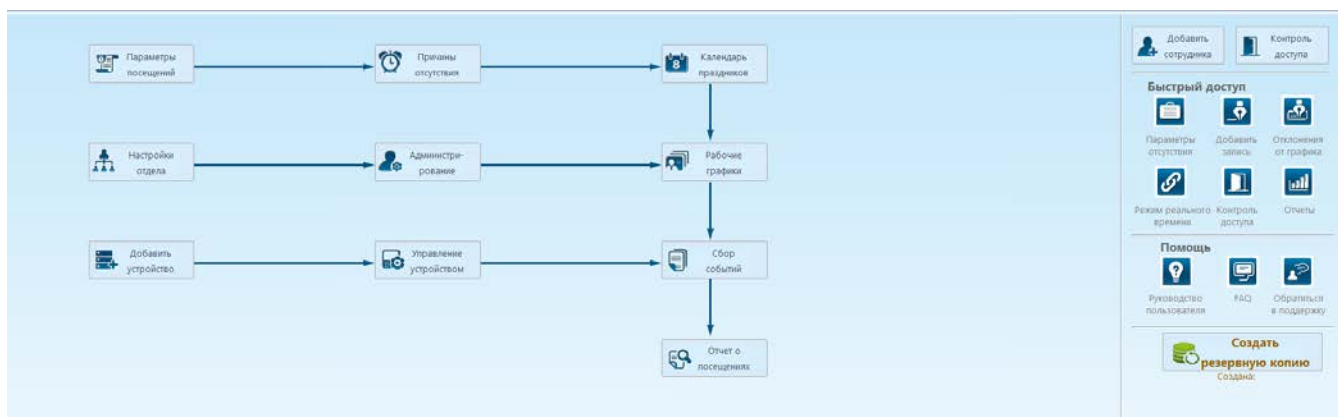 Параметры
посещений
Причины
отсутствия
Календарь
праздников
8
Настройки
отдела
Администри-
рование
Рабочие
графики
Добавить
устройство
Управление
устройством
Сбор
событий
Отчет о
посещениях
Добавить
сотрудника
Контроль
доступа
Быстрый доступ
Параметры
отсутствия
Добавить
запись
Отклонения
от графика
Режим реального
времени
Контроль
доступа
Отчеты
Помощь
Руководство
пользователя
FAQ
Обратиться
в поддержку
Создать
резервную копию
Создана: